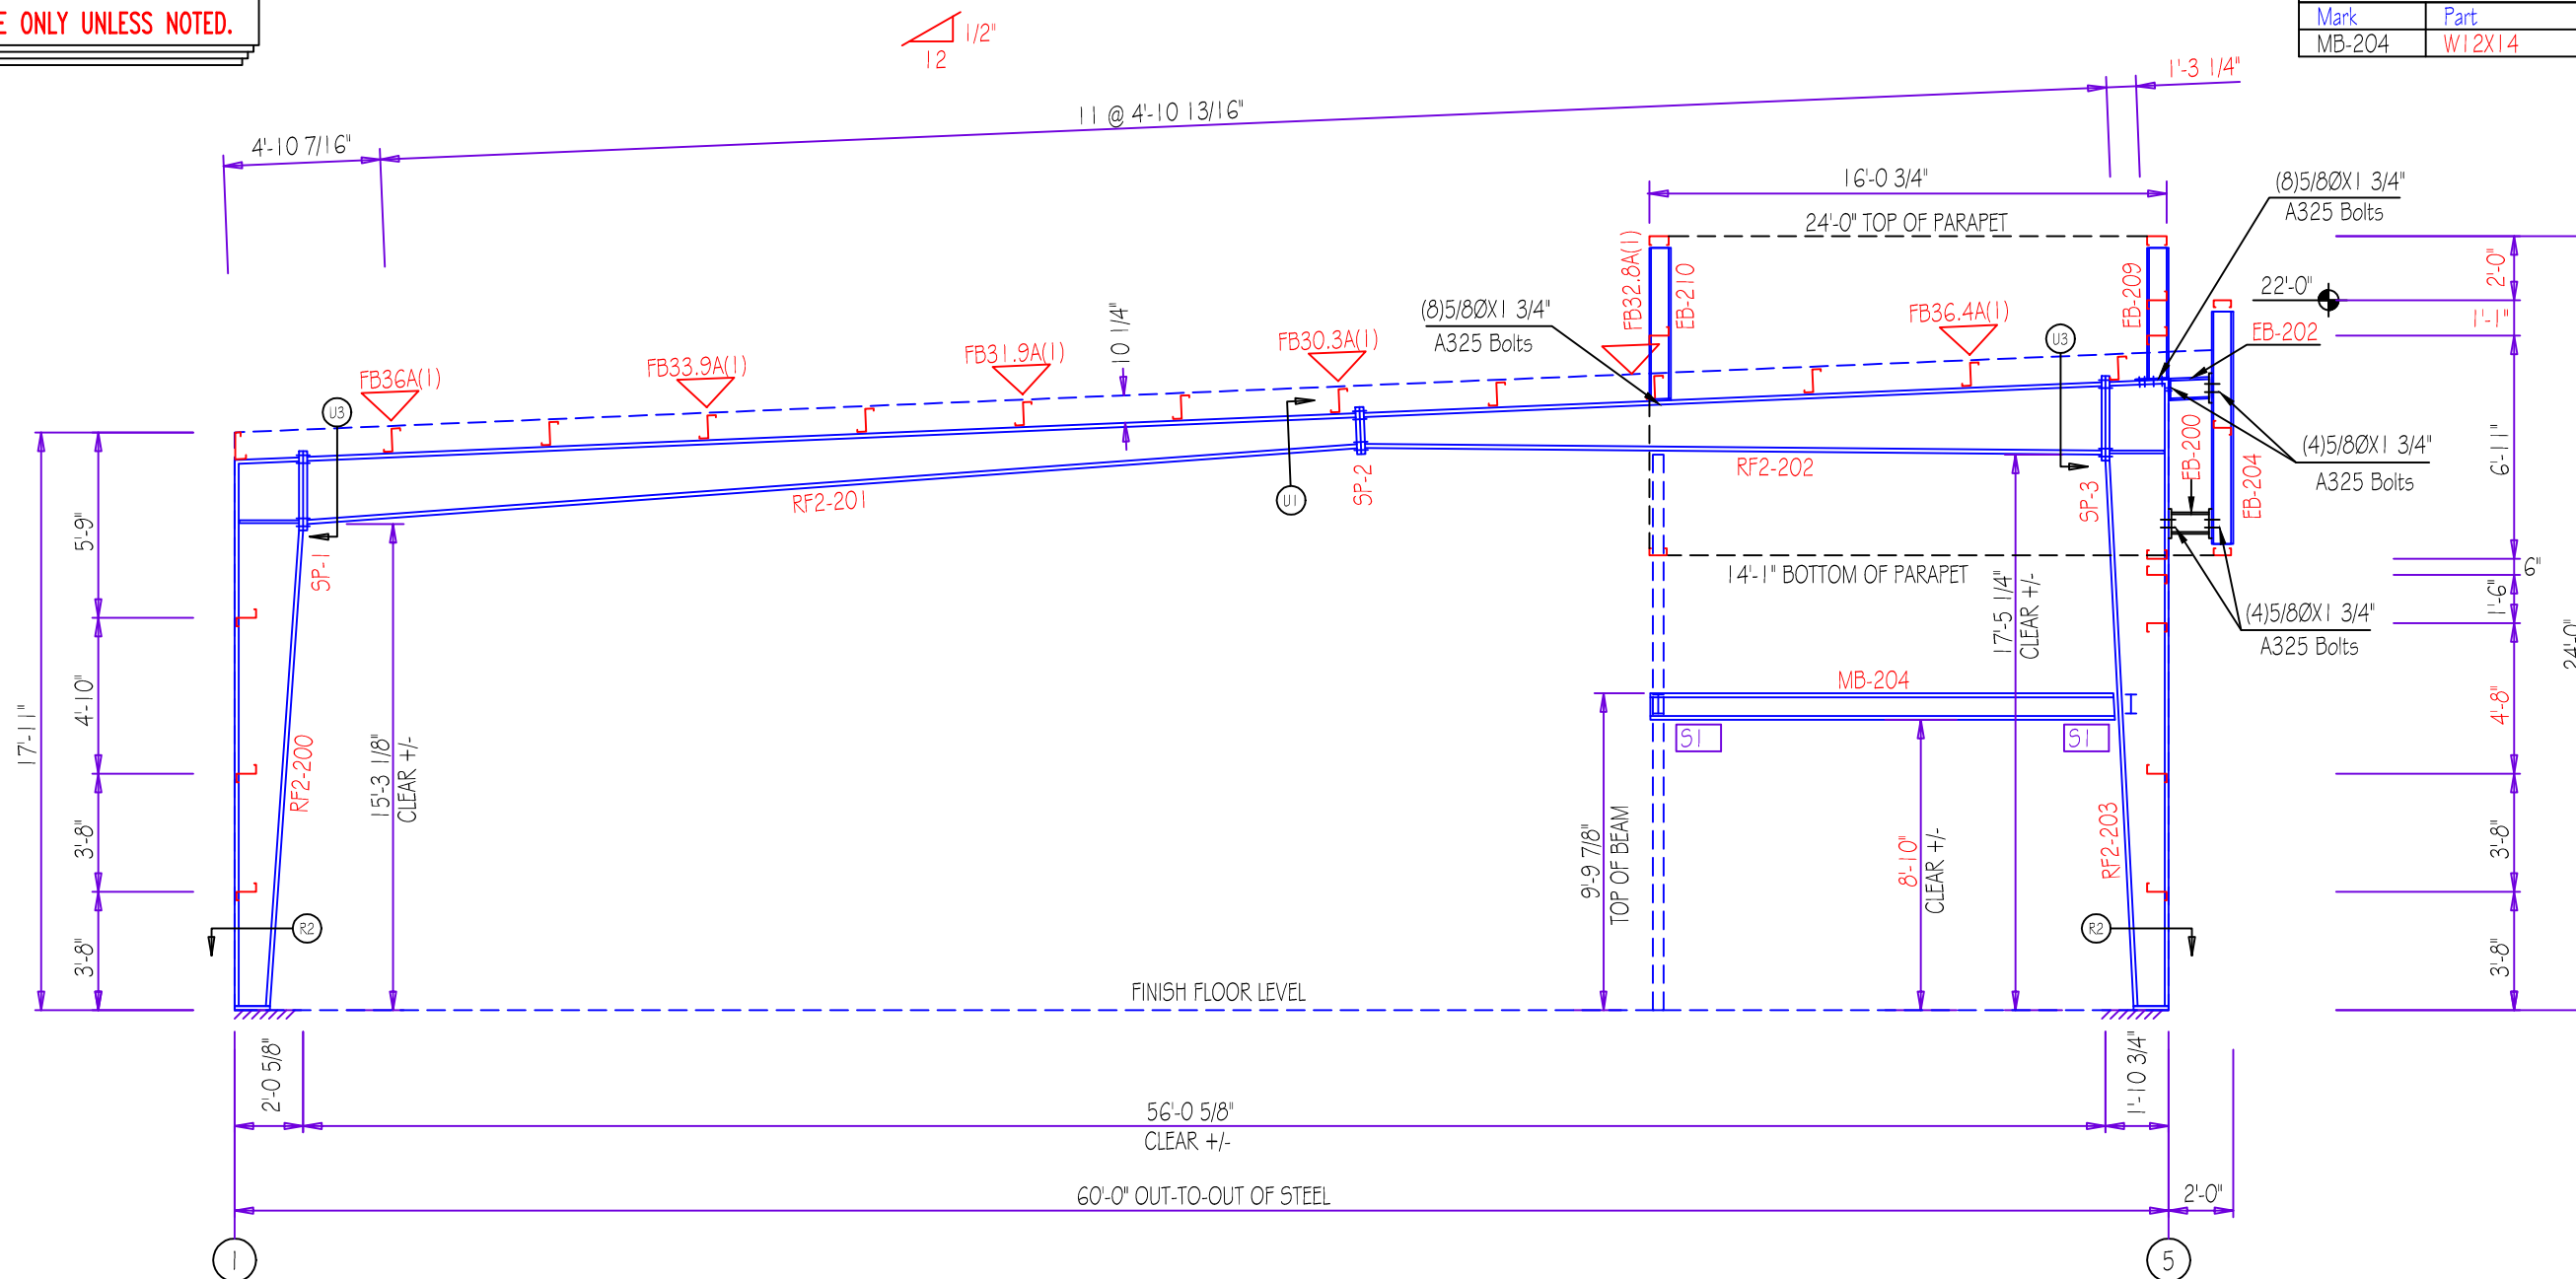 E ONLY UNLESS NOTED.
1/2"
12
Mark Part
MB-204 W12X14
1'-3 1/4"
11 @ 4'-10 13/16"
4'-10 7/16"
16'-0 3/4"
(8)5/8ØX1 3/4"
A325 Bolts
24'-0" TOP OF PARAPET
FB32.8A(1)
EB-210
EB-209
22'-0"
2'-0"
1'-1"
EB-202
(8)5/8ØX1 3/4"
A325 Bolts
10 1/4"
FB36.4A(1)
U3
FB30.3A(1)
FB31.9A(1)
FB33.9A(1)
FB36A(1)
U3
U1
SP-2
RF2-202
RF2-201
SP-3
EB-200
EB-204
(4)5/8ØX1 3/4"
A325 Bolts
6'-11"
SP-1
14'-1" BOTTOM OF PARAPET
6"
1'-6"
(4)5/8ØX1 3/4"
A325 Bolts
24'-0"
17'-5 1/4"
CLEAR +/-
5'-9"
4'-10"
17'-11"
3'-8"
3'-8"
RF2-200
15'-3 1/8"
CLEAR +/-
MB-204
S1
S1
4'-8"
9'-9 7/8"
TOP OF BEAM
8'-10"
CLEAR +/-
RF2-203
3'-8"
3'-8"
R2
R2
FINISH FLOOR LEVEL
2'-0 5/8"
1'-10 3/4"
56'-0 5/8"
CLEAR +/-
60'-0" OUT-TO-OUT OF STEEL
2'-0"
1
5